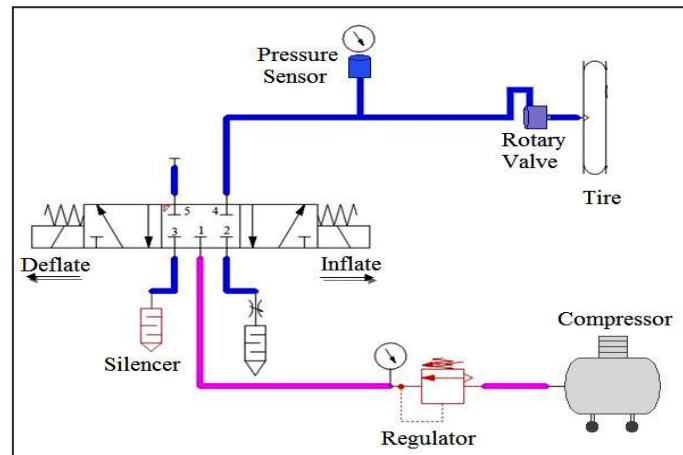 Pressure
Sensor
Rotary
Valve
Tire
5 4
3 1 2
Deflate
Inflate
Silencer
Compressor
Regulator